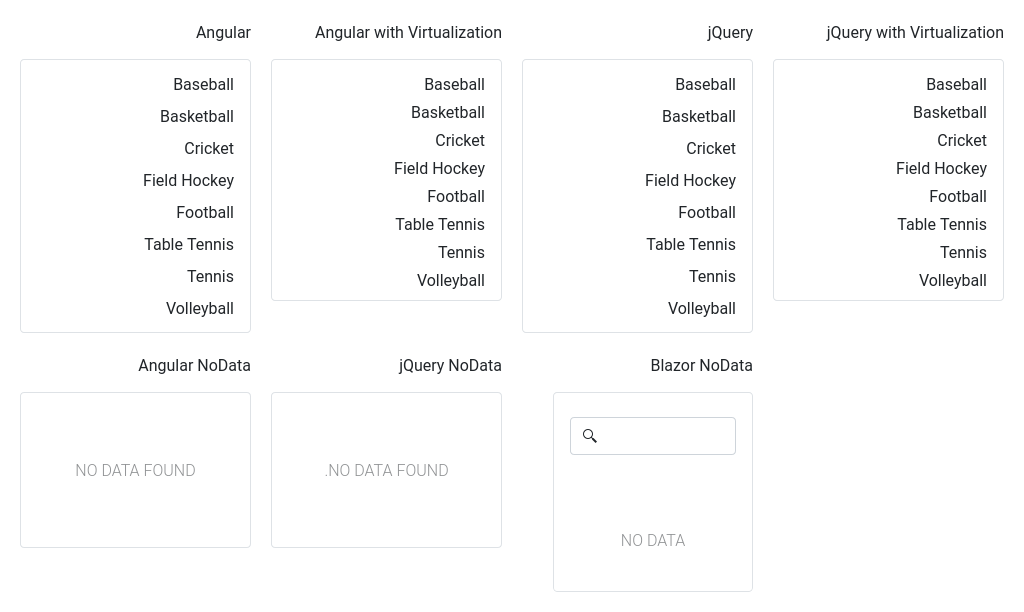 Angular
Baseball
Basketball
Cricket
Field Hockey
Football
Table Tennis
Tennis
Volleyball
Angular with Virtualization
Baseball
Basketball
Cricket
Field Hockey
Football
Table Tennis
Tennis
Volleyball
jQuery
Baseball
Basketball
Cricket
Field Hockey
Football
Table Tennis
Tennis
Volleyball
jQuery with Virtualization
Baseball
Basketball
Cricket
Field Hockey
Football
Table Tennis
Tennis
Volleyball
Angular NoData
NO DATA FOUND
jQuery NoData
.NO DATA FOUND
Blazor NoData
NO DATA